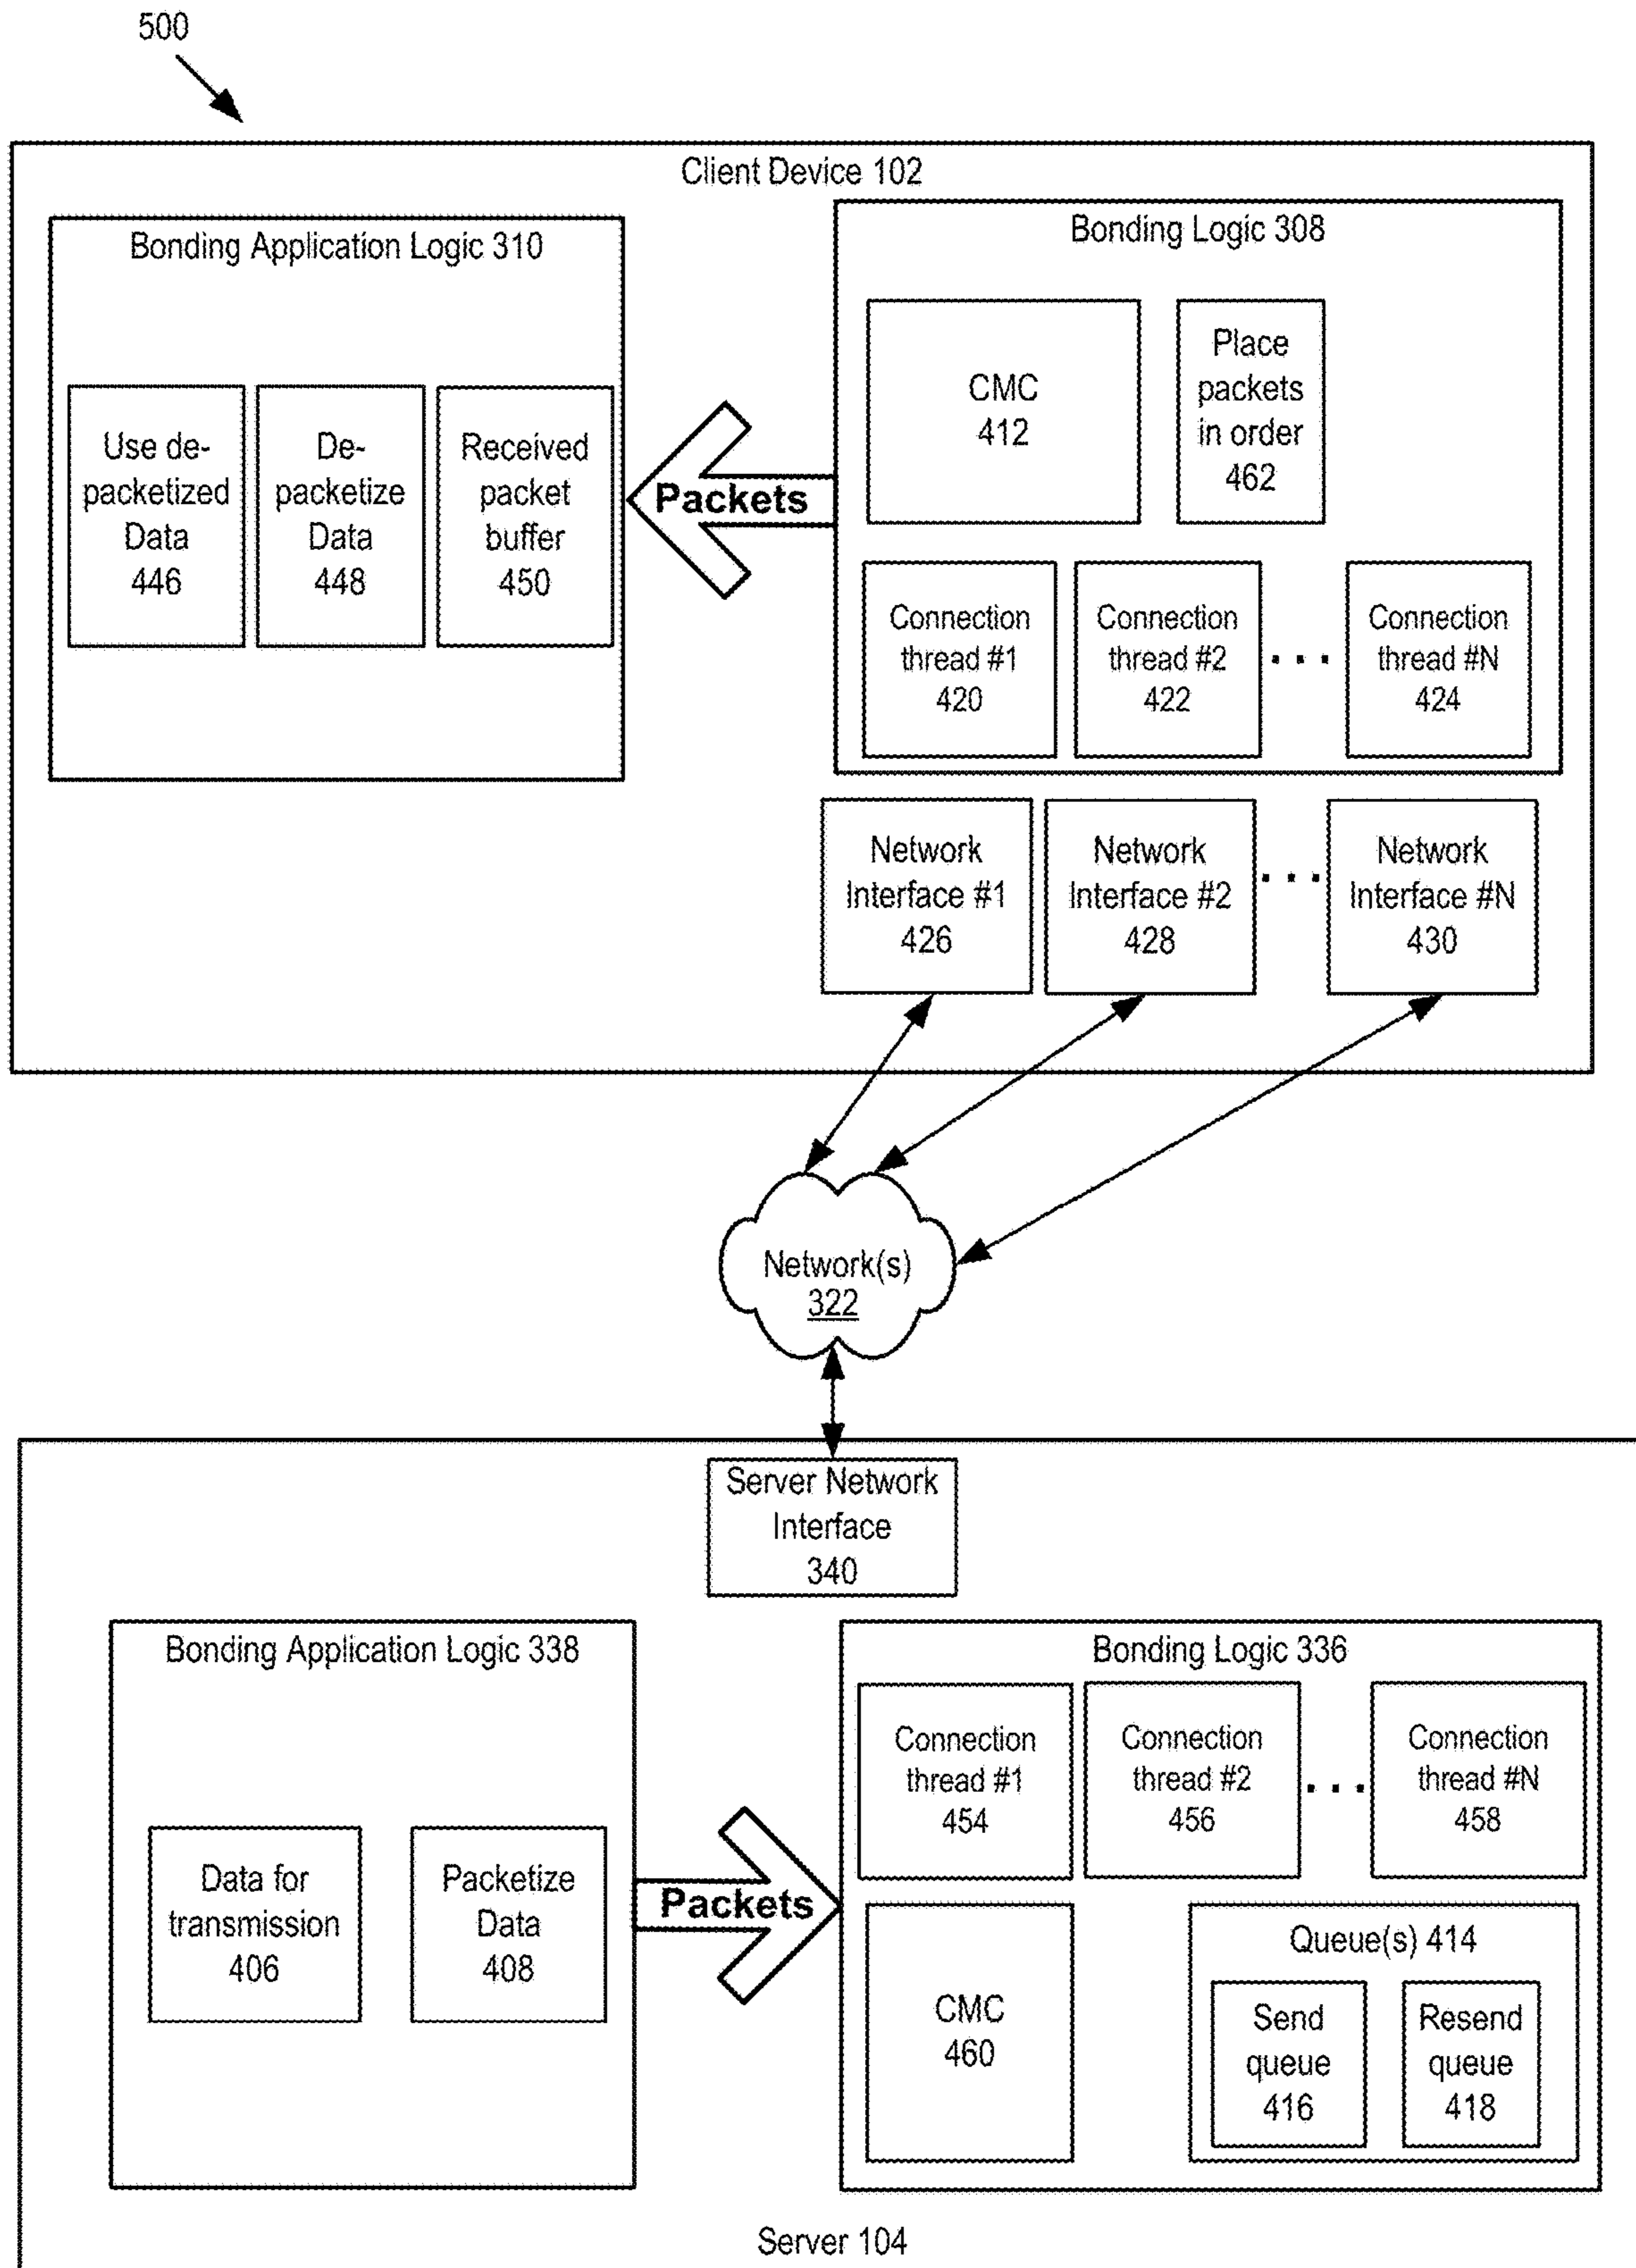 500
Client Device 102
Bonding Application Logic 310
Use de-
packetized
Data
446
De-
packetize
Data
448
Received
packet
buffer
450
Packets
Bonding Logic 308
CMC
412
Place
packets
in order
462
Connection
thread #1
420
Connection
thread #2
422
...
Connection
thread #N
424
Network
Interface #1
426
Network
Interface #2
428
...
Network
Interface #N
430
Network(s)
322
Server Network
Interface
340
Bonding Application Logic 338
Data for
transmission
406
Packetize
Data
408
Packets
Bonding Logic 336
Connection
thread #1
454
Connection
thread #2
456
...
Connection
thread #N
458
CMC
460
Queue(s) 414
Send
queue
416
Resend
queue
418
Server 104